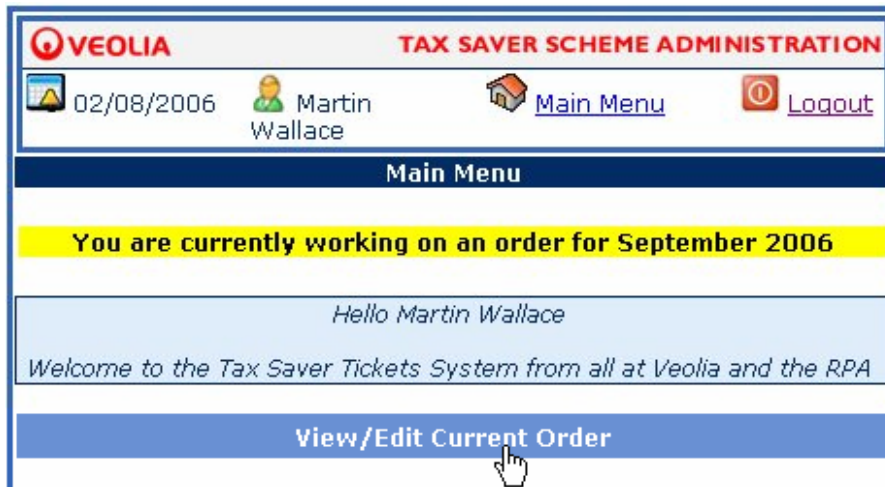 VEOLIA TAX SAVER SCHEME ADMINISTRATION
02/08/2006 Martin Wallace Main Menu Logout
Main Menu
You are currently working on an order for September 2006
Hello Martin Wallace
Welcome to the Tax Saver Tickets System from all at Veolia and the RPA
View/Edit Current Order